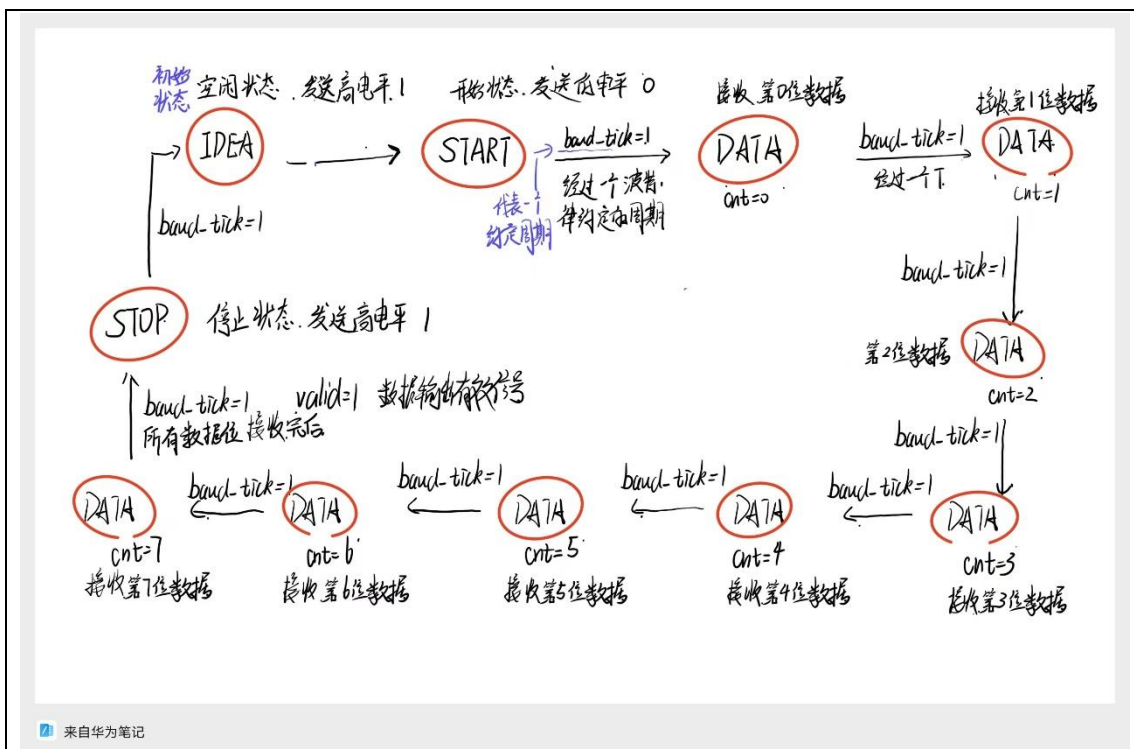 初始
状态
空闲状态.发送高电平.1
开始状态.发送低电平 0
接收第0位数据
接收第1位数据
IDEA
START
baud_tick=1
DATA
baud_tick=1
DATA
经过一个波特
律约定的周期
cnt=0
经过一个T.
cnt=1
代表一个
约定周期
baud_tick=1
baud_tick=1
STOP
停止状态.发送高电平 1
第2位数据
DATA
cnt=2
baud_tick=1
valid=1 数据输出有效信号
所有数据位接收完后
baud_tick=1
DATA
baud_tick=1
DATA
baud_tick=1
DATA
baud_tick=1
DATA
baud_tick=1
DATA
cnt=7
cnt=6
cnt=5
cnt=4
cnt=3
接收第7位数据
接收第6位数据
接收第5位数据
接收第4位数据
接收第3位数据
来自华为笔记